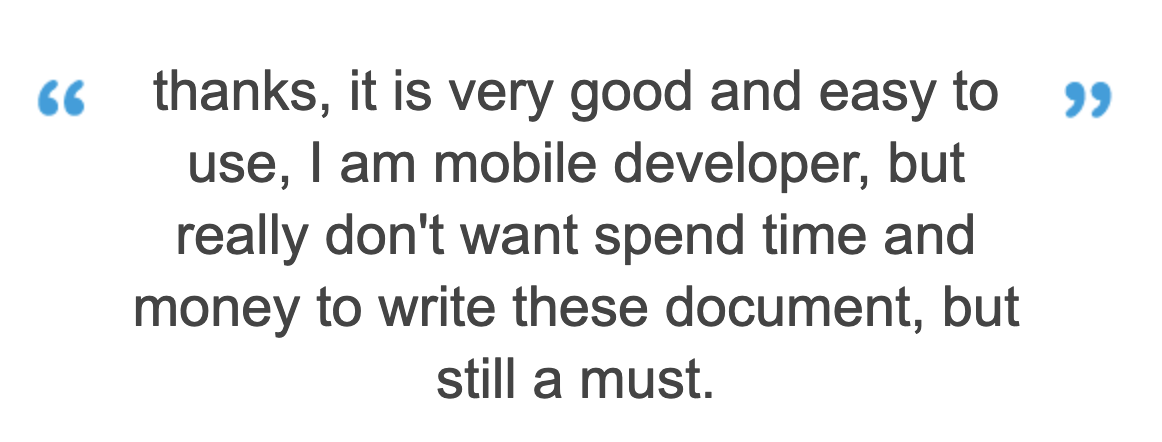 “ thanks, it is very good and easy to ”
use, I am mobile developer, but
really don't want spend time and
money to write these document, but
still a must.